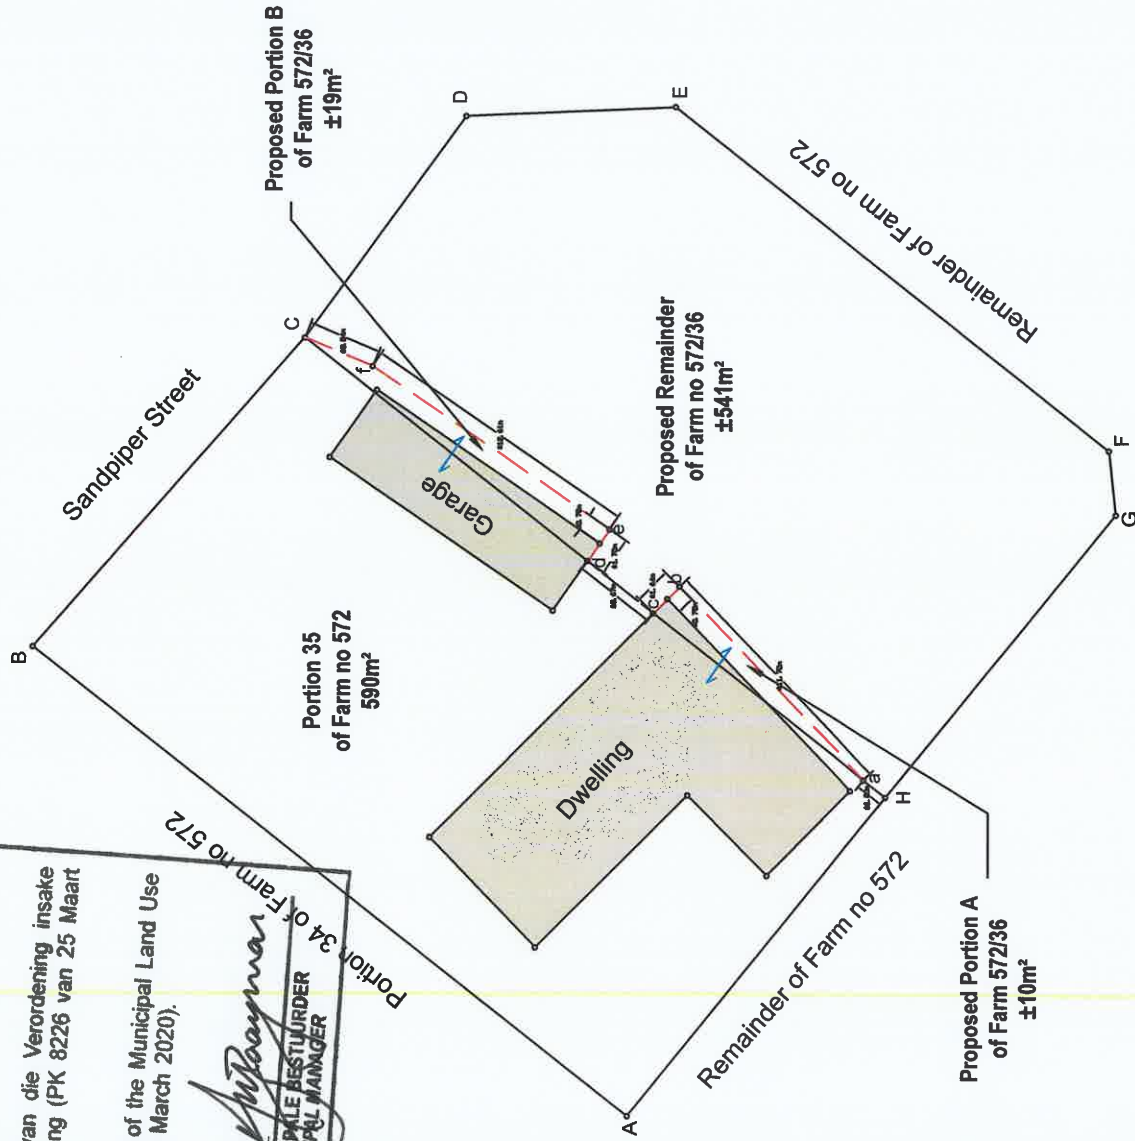 van die Verordening insake
ng (PK 8226 van 25 Maart
of the Municipal Land Use
March 2020).
PALE BESTUURDER
PAL MANAGER
Sandpiper Street
Proposed Portion B
of Farm 572/36
±19m²
Portion 34 of Farm no 572
Portion 35
of Farm no 572
590m²
Garage
Dwelling
Proposed Remainder
of Farm no 572/36
±541m²
Remainder of Farm no 572
Remainder of Farm no 572
Proposed Portion A
of Farm 572/36
±10m²
A
B
C
D
E
F
G
H
a
b
c
d
e
f